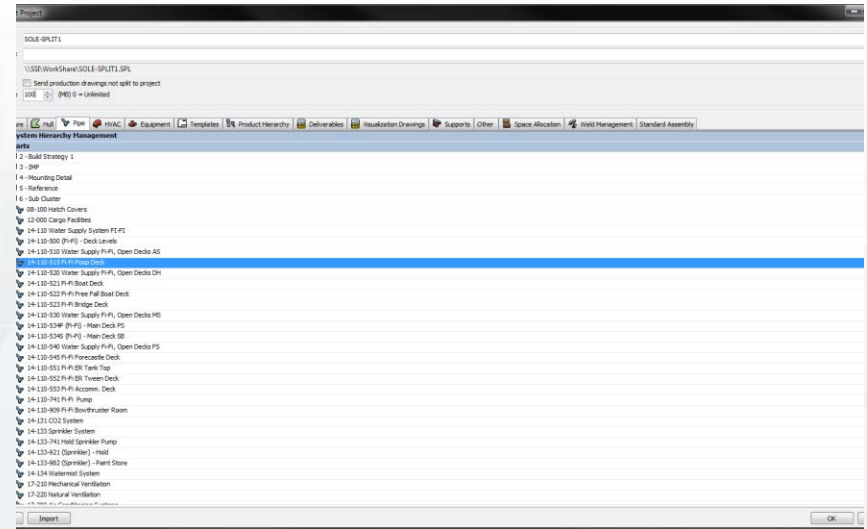 t Project
SOLE-SPLIT1
:
\\SSI\WorkShare\SOLE-SPLIT1.SPL
Send production drawings not split to project
e 100 (MB) 0 = Unlimited
ure Hull Pipe HVAC Equipment Templates Product Hierarchy Deliverables Visualization Drawings Supports Other Space Allocation Weld Management Standard Assembly
ystem Hierarchy Management
arts
2 - Build Strategy 1
3 - IMP
4 - Mounting Detail
5 - Reference
6 - Sub Cluster
08-100 Hatch Covers
12-000 Cargo Facilities
14-110 Water Supply System FI-FI
14-110-500 (Fi-Fi) - Deck Levels
14-110-510 Water Supply Fi-Fi, Open Decks AS
14-110-515 Fi-Fi Poop Deck
14-110-520 Water Supply Fi-Fi, Open Decks DH
14-110-521 Fi-Fi Boat Deck
14-110-522 Fi-Fi Free Fall Boat Deck
14-110-523 Fi-Fi Bridge Deck
14-110-530 Water Supply Fi-Fi, Open Decks MS
14-110-534P (Fi-Fi) - Main Deck PS
14-110-534S (Fi-Fi) - Main Deck SB
14-110-540 Water Supply Fi-Fi, Open Decks FS
14-110-545 Fi-Fi Forecastle Deck
14-110-551 Fi-Fi ER Tank Top
14-110-552 Fi-Fi ER Tween Deck
14-110-553 Fi-Fi Accomm. Deck
14-110-741 Fi-Fi Pump
14-110-909 Fi-Fi Bowthruster Room
14-131 CO2 System
14-133 Sprinkler System
14-133-741 Hold Sprinkler Pump
14-133-921 (Sprinkler) - Hold
14-133-982 (Sprinkler) - Paint Store
14-134 Watermist System
17-210 Mechanical Ventilation
17-220 Natural Ventilation
Import OK